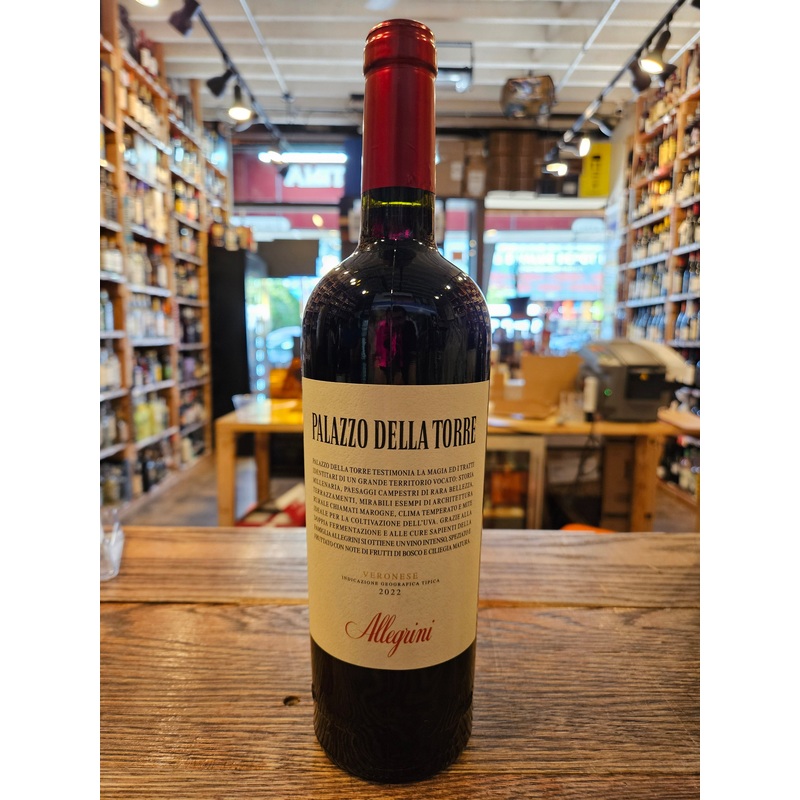 PALAZZO DELLA TORRE
PALAZZO DELLA TORRE TESTIMONIA LA MAGIA ED I TRATTI
IDENTITARI DI UN GRANDE TERRITORIO VOCATO: STORIA
MILLENARIA, PAESAGGI CAMPESTRI DI RARA BELLEZZA,
TERRAZZAMENTI, MIRABILI ESEMPI DI ARCHITETTURA
RURALE CHIAMATI MAROGNE, CLIMA TEMPERATO E MITE
IDEALE PER LA COLTIVAZIONE DELL'UVA. GRAZIE ALLA
DOPPIA FERMENTAZIONE E ALLE CURE SAPIENTI DELLA
FAMIGLIA ALLEGRINI SI OTTIENE UN VINO INTENSO, SPEZIATO E
FRUTTATO CON NOTE DI FRUTTI DI BOSCO E CILIEGIA MATURA.
VERONESE
INDICAZIONE GEOGRAFICA TIPICA
2022
Allegrini